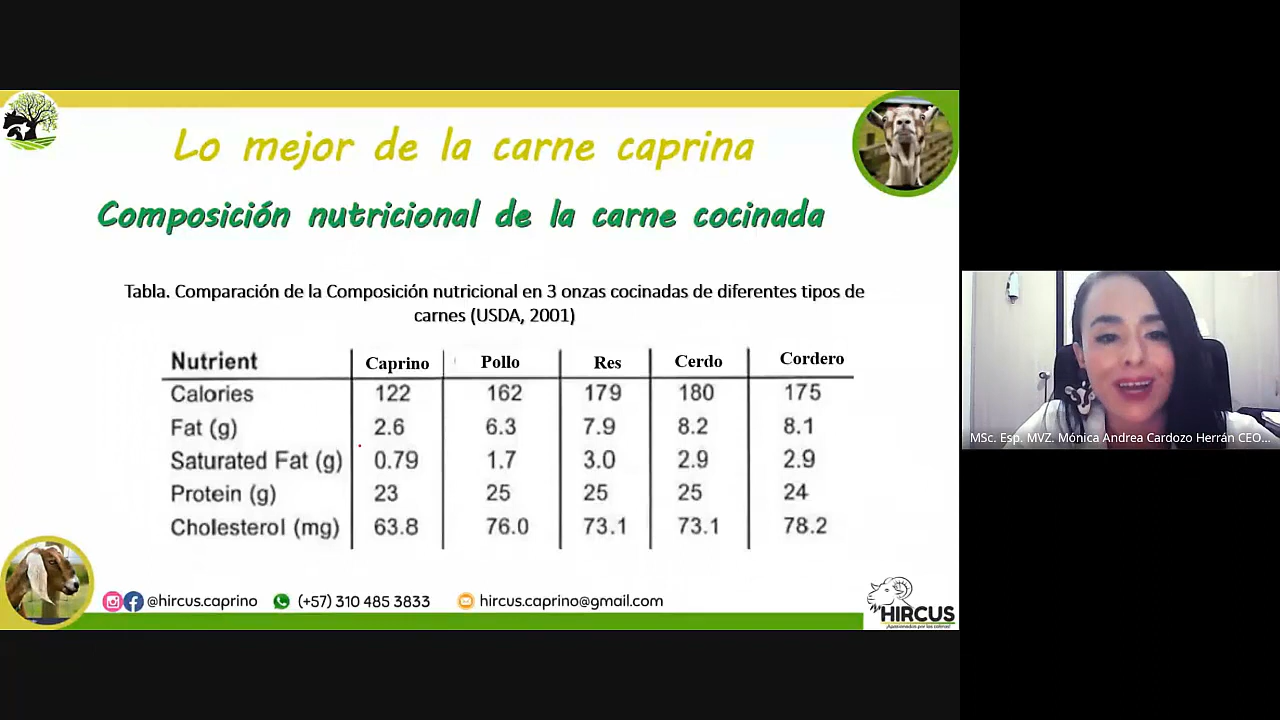 Lo mejor de la carne caprina
Composición nutricional de la carne cocinada
Tabla. Comparación de la Composición nutricional en 3 onzas cocinadas de diferentes tipos de
carnes (USDA, 2001)
Nutrient Caprino Pollo Res Cerdo Cordero
Calories 122 162 179 180 175
Fat (g) 2.6 6.3 7.9 8.2 8.1
Saturated Fat (g) 0.79 1.7 3.0 2.9 2.9
Protein (g) 23 25 25 25 24
Cholesterol (mg) 63.8 76.0 73.1 73.1 78.2
@hircus.caprino (+57) 310 485 3833 hircus.caprino@gmail.com
HIRCUS
¡Apasionados por las cabras!
MSc. Esp. MVZ. Mónica Andrea Cardozo Herrán CEO...